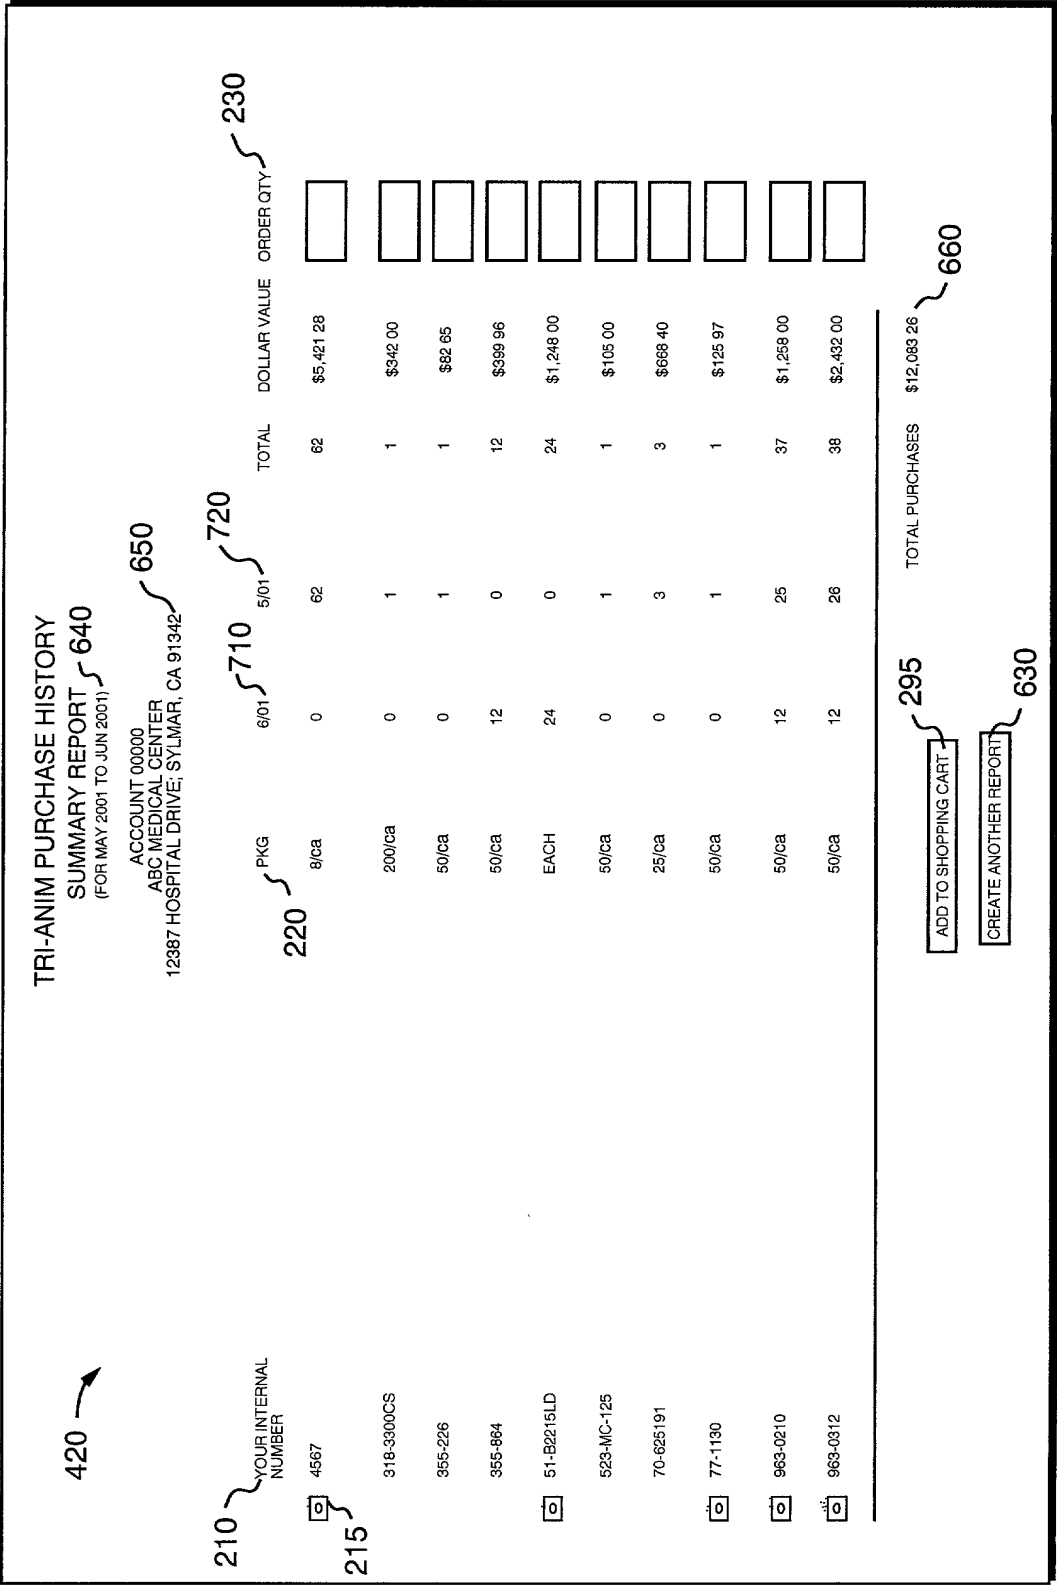 420
TRI-ANIM PURCHASE HISTORY
SUMMARY REPORT 640
(FOR MAY 2001 TO JUN 2001)
ACCOUNT 00000
ABC MEDICAL CENTER 650
12387 HOSPITAL DRIVE; SYLMAR, CA 91342
210 220 710 720 230
YOUR INTERNAL NUMBER PKG 6/01 5/01 TOTAL DOLLAR VALUE ORDER QTY
4567 8/ca 0 62 62 $5,421 28
215
318-3300CS 200/ca 0 1 1 $342 00
355-226 50/ca 0 1 1 $82 65
355-864 50/ca 12 0 12 $399 96
51-B2215LD EACH 24 0 24 $1,248 00
523-MC-125 50/ca 0 1 1 $105 00
70-625191 25/ca 0 3 3 $668 40
77-1130 50/ca 0 1 1 $125 97
963-0210 50/ca 12 25 37 $1,258 00
963-0312 50/ca 12 26 38 $2,432 00
TOTAL PURCHASES $12,083 26
660
295
ADD TO SHOPPING CART
CREATE ANOTHER REPORT
630